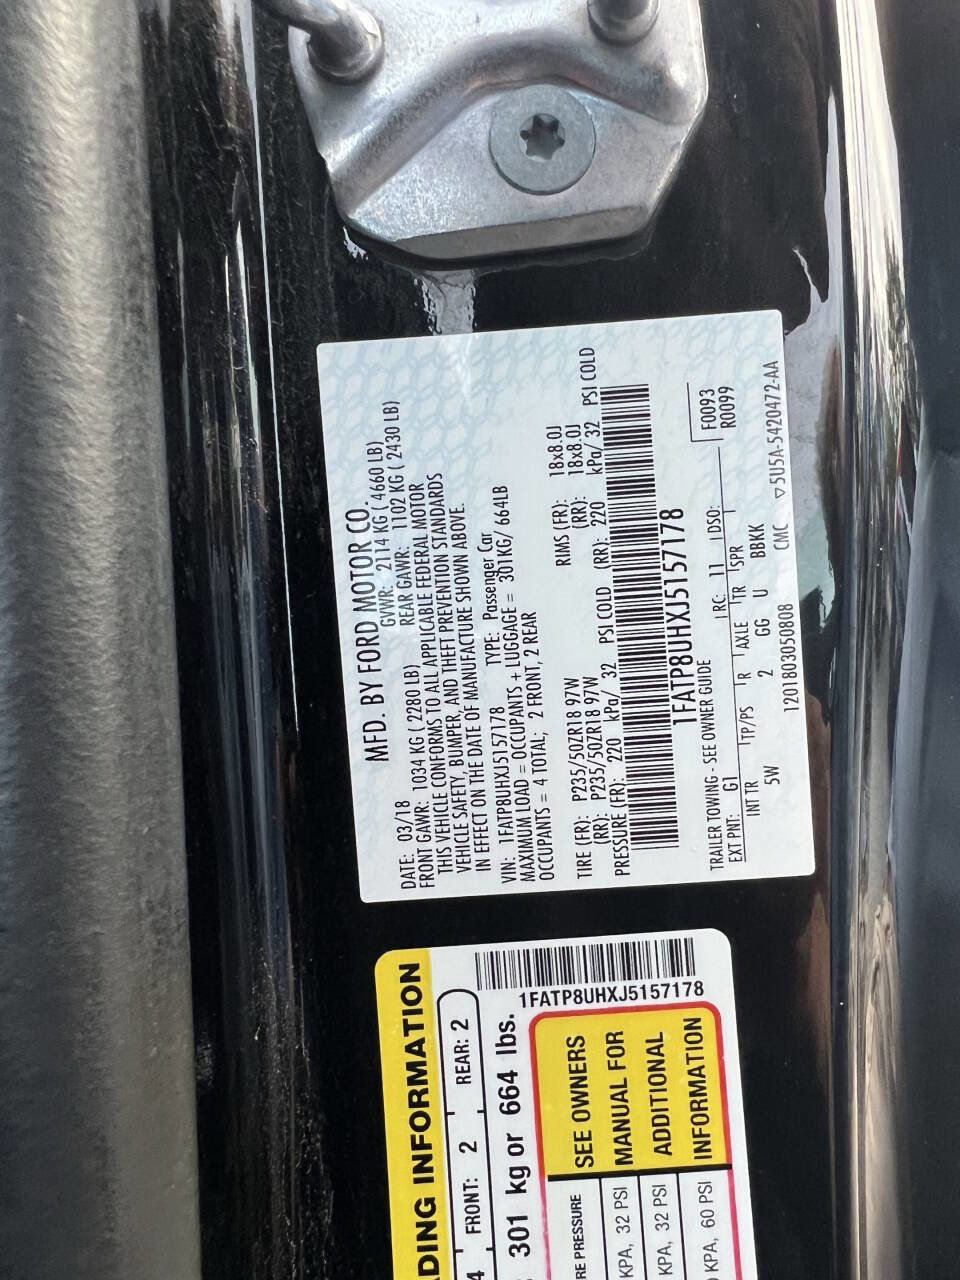 MFD. BY FORD MOTOR CO.
DATE: 03/18 GVWR: 2114 KG ( 4660 LB)
FRONT GAWR: 1034 KG ( 2280 LB) REAR GAWR: 1102 KG ( 2430 LB)
THIS VEHICLE CONFORMS TO ALL APPLICABLE FEDERAL MOTOR
VEHICLE SAFETY, BUMPER, AND THEFT PREVENTION STANDARDS
IN EFFECT ON THE DATE OF MANUFACTURE SHOWN ABOVE.
VIN: 1FATP8UHXJ5157178 TYPE: Passenger Car
MAXIMUM LOAD = OCCUPANTS + LUGGAGE = 301KG/ 664LB
OCCUPANTS = 4 TOTAL; 2 FRONT, 2 REAR
TIRE (FR): P235/50ZR18 97W RIMS (FR): 18x8.0J
(RR): P235/50ZR18 97W (RR): 18x8.0J
PRESSURE (FR): 220 kPa/ 32 PSI COLD (RR): 220 kPa/ 32 PSI COLD
1FATP8UHXJ5157178
TRAILER TOWING - SEE OWNER GUIDE
EXT PNT: G1 RC: 11 DSO: F0093
R0099
INT TR TP/PS R AXLE TR SPR
5W 2 GG U BBKK
1201803050808 CMC ▽5U5A-5420472-AA
ADING INFORMATION
FRONT: 2 REAR: 2
301 kg or 664 lbs.
1FATP8UHXJ5157178
RE PRESSURE
KPA, 32 PSI
KPA, 32 PSI
KPA, 60 PSI
SEE OWNERS
MANUAL FOR
ADDITIONAL
INFORMATION